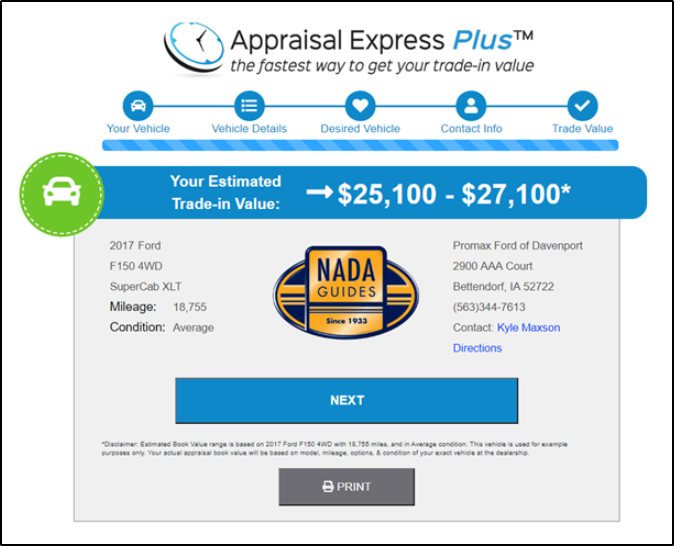 Appraisal Express Plus™
the fastest way to get your trade-in value
Your Vehicle
Vehicle Details
Desired Vehicle
Contact Info
Trade Value
Your Estimated
Trade-in Value:
$25,100 - $27,100*
2017 Ford
F150 4WD
SuperCab XLT
Mileage: 18,755
Condition: Average
NADA
GUIDES
Since 1933
Promax Ford of Davenport
2900 AAA Court
Bettendorf, IA 52722
(563)344-7613
Contact: Kyle Maxson
Directions
NEXT
*Disclaimer: Estimated Book Value range is based on 2017 Ford F150 4WD with 18,755 miles, and in Average condition. This vehicle is used for example
purposes only. Your actual appraisal book value will be based on model, mileage, options, & condition of your exact vehicle at the dealership.
PRINT